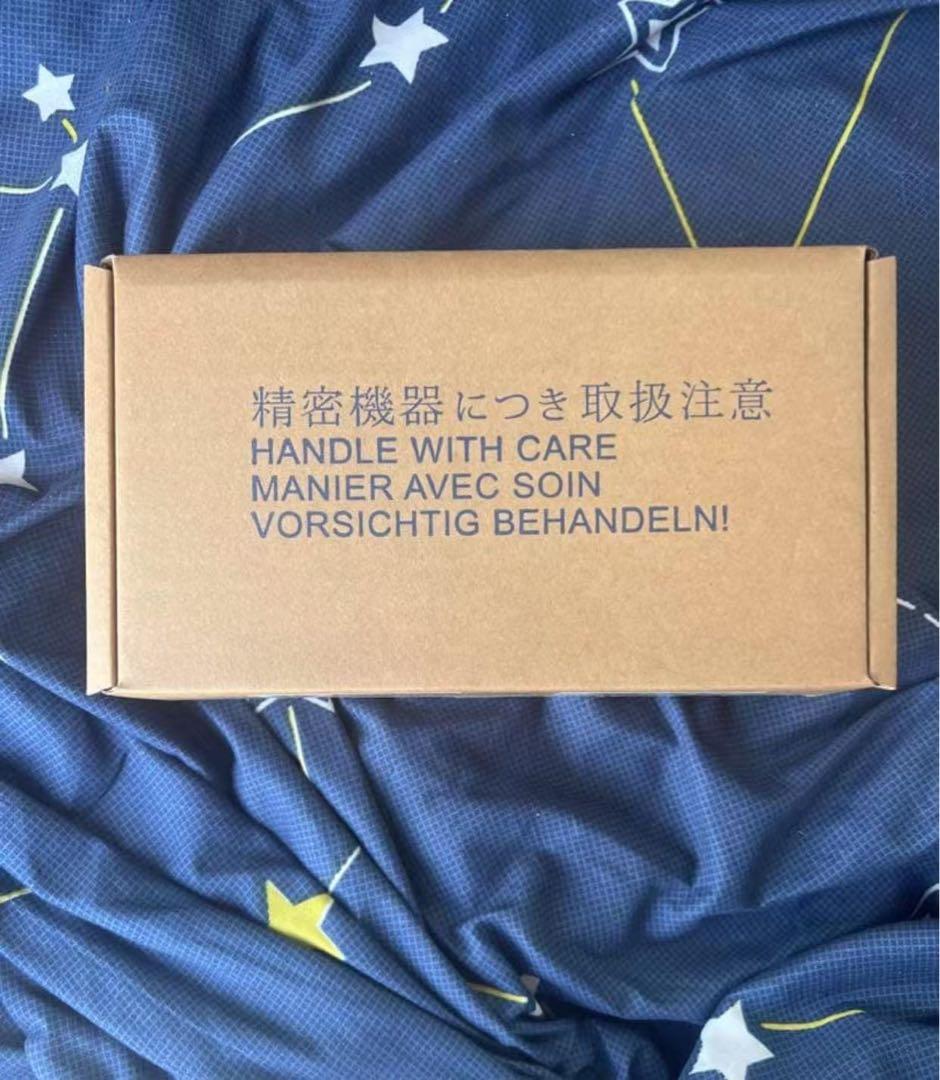 精密機器につき取扱注意
HANDLE WITH CARE
MANIER AVEC SOIN
VORSICHTIG BEHANDELN!